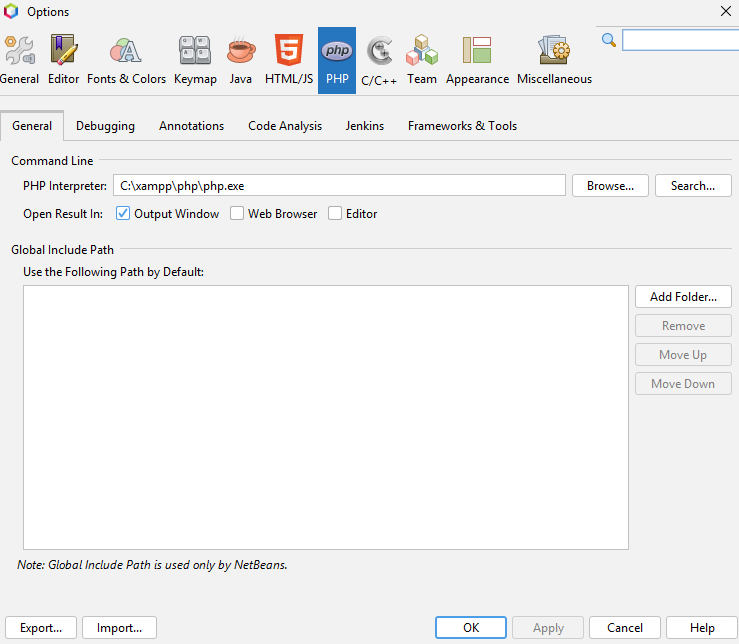 Options
General Editor Fonts & Colors Keymap Java HTML/JS PHP C/C++ Team Appearance Miscellaneous
General Debugging Annotations Code Analysis Jenkins Frameworks & Tools
Command Line
PHP Interpreter: C:\xampp\php\php.exe Browse... Search...
Open Result In: Output Window Web Browser Editor
Global Include Path
Use the Following Path by Default:
Add Folder...
Remove
Move Up
Move Down
Note: Global Include Path is used only by NetBeans.
Export... Import... OK Apply Cancel Help